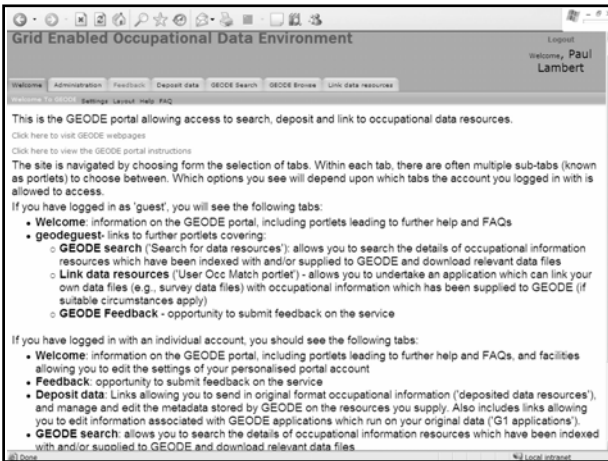 Grid Enabled Occupational Data Environment
Logout
Welcome, Paul
Lambert
Welcome Administration Feedback Deposit data GEODE Search GEODE Browse Link data resources
Welcome To GEODE Settings Layout Help FAQ
This is the GEODE portal allowing access to search, deposit and link to occupational data resources.
Click here to visit GEODE webpages
Click here to view the GEODE portal instructions
The site is navigated by choosing form the selection of tabs. Within each tab, there are often multiple sub-tabs (known
as portlets) to choose between. Which options you see will depend upon which tabs the account you logged in with is
allowed to access.
If you have logged in as 'guest', you will see the following tabs:
• Welcome: information on the GEODE portal, including portlets leading to further help and FAQs
• geodeguest- links to further portlets covering:
○ GEODE search ('Search for data resources'): allows you to search the details of occupational information
resources which have been indexed with and/or supplied to GEODE and download relevant data files
○ Link data resources ('User Occ Match portlet') - allows you to undertake an application which can link your
own data files (e.g., survey data files) with occupational information which has been supplied to GEODE (if
suitable circumstances apply)
○ GEODE Feedback - opportunity to submit feedback on the service
If you have logged in with an individual account, you should see the following tabs:
• Welcome: information on the GEODE portal, including portlets leading to further help and FAQs, and facilities
allowing you to edit the settings of your personalised portal account
• Feedback: opportunity to submit feedback on the service
• Deposit data: Links allowing you to send in original format occupational information ('deposited data resources'),
and manage and edit the metadata stored by GEODE on the resources you supply. Also includes links allowing
you to edit information associated with GEODE applications which run on your original data ('G1 applications').
• GEODE search: allows you to search the details of occupational information resources which have been indexed
with and/or supplied to GEODE and download relevant data files
Done
Local intranet